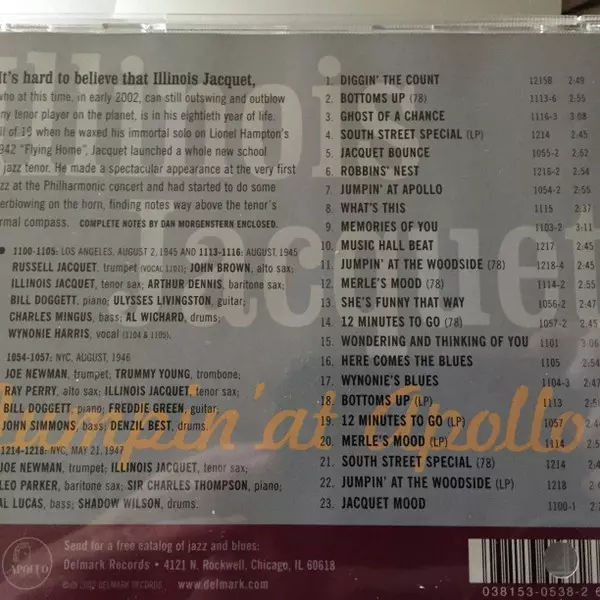 Illinois
Jacquet
Jumpin' at Apollo
It's hard to believe that Illinois Jacquet,
who at this time, in early 2002, can still outswing and outblow
any tenor player on the planet, is in his eightieth year of life.
of 19 when he waxed his immortal solo on Lionel Hampton's
1942 "Flying Home", Jacquet launched a whole new school
jazz tenor. He made a spectacular appearance at the very first
Jazz at the Philharmonic concert and had started to do some
overblowing on the horn, finding notes way above the tenor's
normal compass. COMPLETE NOTES BY DAN MORGENSTERN ENCLOSED.
1100-1105: LOS ANGELES, AUGUST 2, 1945 AND 1113-1116: AUGUST, 1945
RUSSELL JACQUET, trumpet (VOCAL 1101); JOHN BROWN, alto sax;
ILLINOIS JACQUET, tenor sax; ARTHUR DENNIS, baritone sax;
BILL DOGGETT, piano; ULYSSES LIVINGSTON, guitar;
CHARLES MINGUS, bass; AL WICHARD, drums;
WYNONIE HARRIS, vocal (1104 & 1105).
1054-1057: NYC, AUGUST, 1946
JOE NEWMAN, trumpet; TRUMMY YOUNG, trombone;
RAY PERRY, alto sax; ILLINOIS JACQUET, tenor sax;
BILL DOGGETT, piano; FREDDIE GREEN, guitar;
JOHN SIMMONS, bass; DENZIL BEST, drums.
1214-1218: NYC, MAY 21, 1947
JOE NEWMAN, trumpet; ILLINOIS JACQUET, tenor sax;
LEO PARKER, baritone sax; SIR CHARLES THOMPSON, piano;
AL LUCAS, bass; SHADOW WILSON, drums.
1. DIGGIN' THE COUNT 1215B 2:49
2. BOTTOMS UP (78) 1113-6 2:55
3. GHOST OF A CHANCE 1116-3 3:08
4. SOUTH STREET SPECIAL (LP) 1214 2:45
5. JACQUET BOUNCE 1055-2 2:52
6. ROBBINS' NEST 1216-2 2:54
7. JUMPIN' AT APOLLO 1054-2 2:55
8. WHAT'S THIS 1115 2:37
9. MEMORIES OF YOU 1103-2 3:11
10. MUSIC HALL BEAT 1217 2:45
11. JUMPIN' AT THE WOODSIDE (78) 1218-4 2:45
12. MERLE'S MOOD (78) 1114-2 2:55
13. SHE'S FUNNY THAT WAY 1056-2 2:47
14. 12 MINUTES TO GO (78) 1057-2 2:45
15. WONDERING AND THINKING OF YOU 1101 3:06
16. HERE COMES THE BLUES 1105 2:54
17. WYNONIE'S BLUES 1104-3 2:47
18. BOTTOMS UP (LP) 1113
19. 12 MINUTES TO GO (LP) 1057
20. MERLE'S MOOD (LP) 1114
21. SOUTH STREET SPECIAL (78) 1214
22. JUMPIN' AT THE WOODSIDE (LP) 1218
23. JACQUET MOOD 1100-1
APOLLO
Send for a free catalog of jazz and blues:
Delmark Records • 4121 N. Rockwell, Chicago, IL 60618
2002 DELMARK RECORDS www.delmark.com
038153-0538-2 6